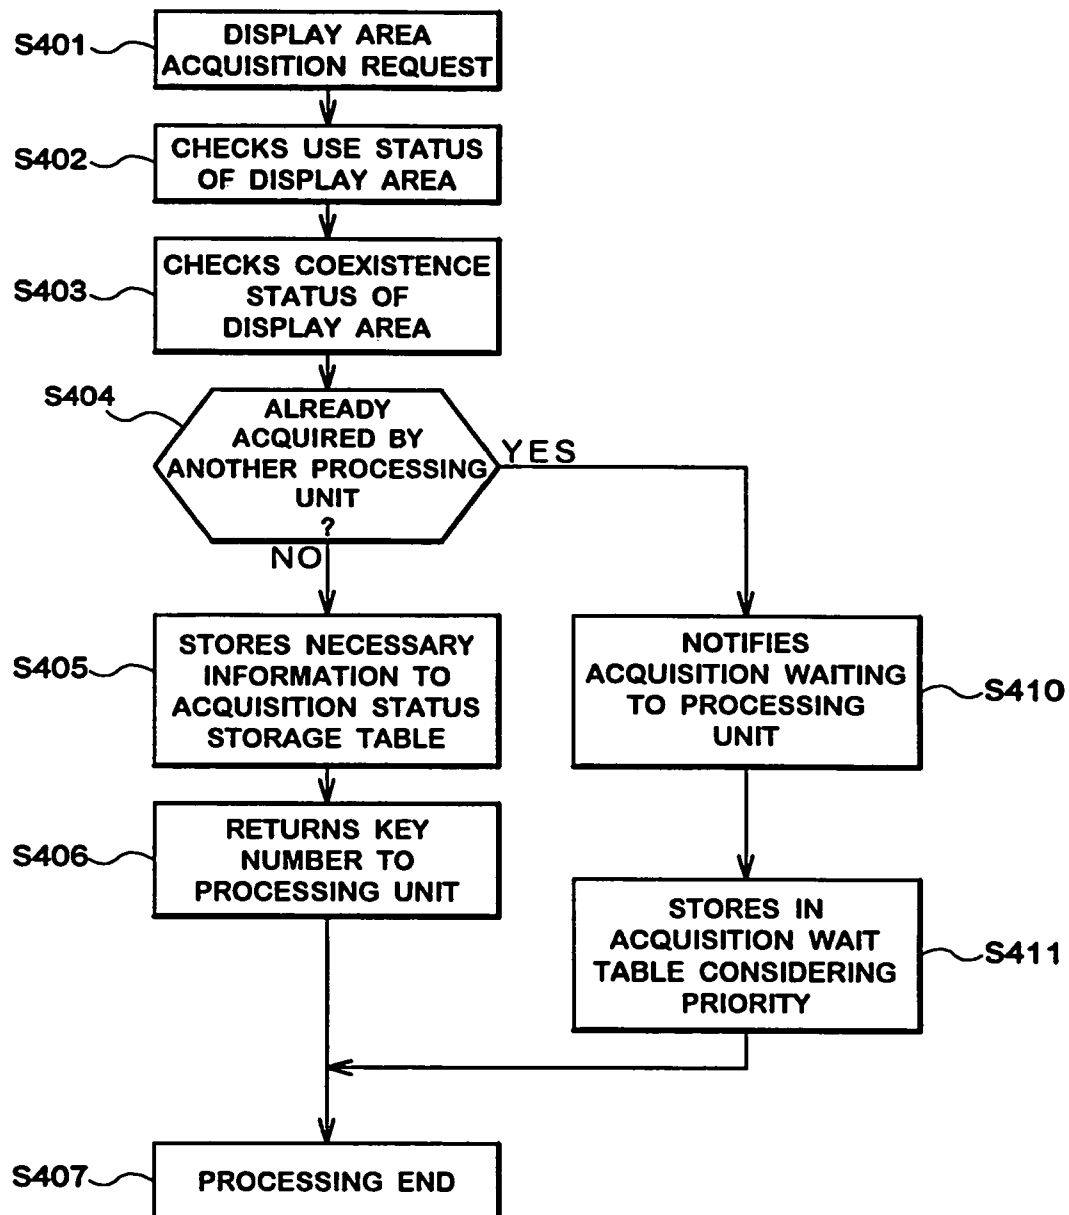 S401
DISPLAY AREA
ACQUISITION REQUEST
S402
CHECKS USE STATUS
OF DISPLAY AREA
S403
CHECKS COEXISTENCE
STATUS OF
DISPLAY AREA
S404
ALREADY
ACQUIRED BY
ANOTHER PROCESSING
UNIT
?
YES
NO
S405
STORES NECESSARY
INFORMATION TO
ACQUISITION STATUS
STORAGE TABLE
NOTIFIES
ACQUISITION WAITING
TO PROCESSING
UNIT
S410
S406
RETURNS KEY
NUMBER TO
PROCESSING UNIT
STORES IN
ACQUISITION WAIT
TABLE CONSIDERING
PRIORITY
S411
S407
PROCESSING END